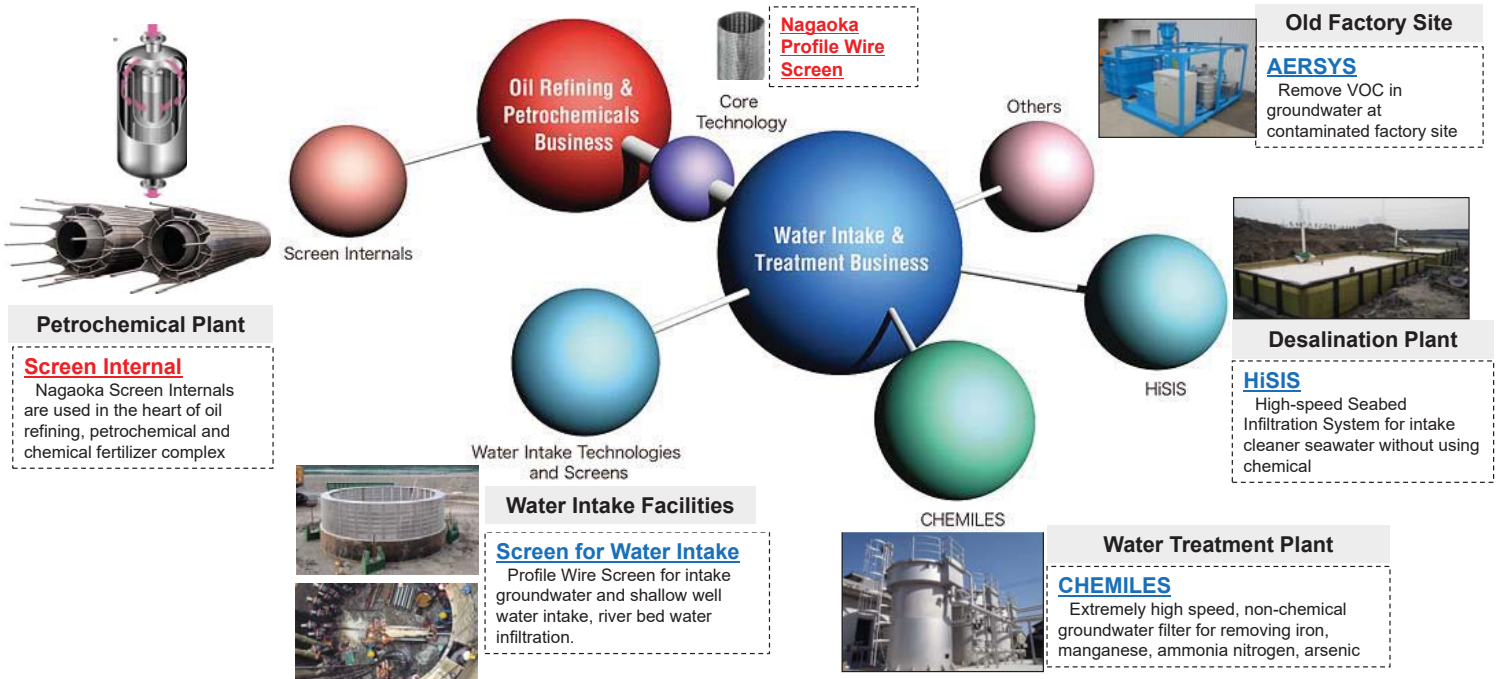 Nagaoka
Profile Wire
Screen
Old Factory Site
AERSYS
Remove VOC in
groundwater at
contaminated factory site
Oil Refining &
Petrochemicals
Business
Core
Technology
Others
Screen Internals
Water Intake &
Treatment Business
Petrochemical Plant
Screen Internal
Nagaoka Screen Internals
are used in the heart of oil
refining, petrochemical and
chemical fertilizer complex
Desalination Plant
HiSIS
HiSIS
High-speed Seabed
Infiltration System for intake
cleaner seawater without using
chemical
Water Intake Technologies
and Screens
Water Intake Facilities
Screen for Water Intake
Profile Wire Screen for intake
groundwater and shallow well
water intake, river bed water
infiltration.
CHEMILES
Water Treatment Plant
CHEMILES
Extremely high speed, non-chemical
groundwater filter for removing iron,
manganese, ammonia nitrogen, arsenic